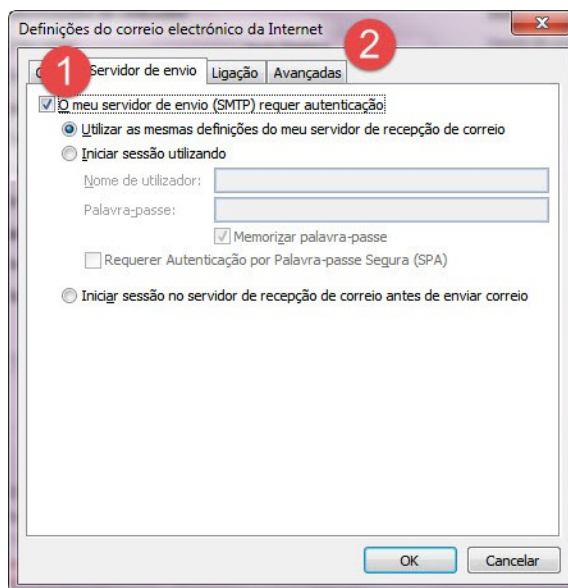 Definições do correio electrónico da Internet
2
1
Servidor de envio Ligação Avançadas
O meu servidor de envio (SMTP) requer autenticação
Utilizar as mesmas definições do meu servidor de recepção de correio
Iniciar sessão utilizando
Nome de utilizador:
Palavra-passe:
Memorizar palavra-passe
Requerer Autenticação por Palavra-passe Segura (SPA)
Iniciar sessão no servidor de recepção de correio antes de enviar correio
OK Cancelar